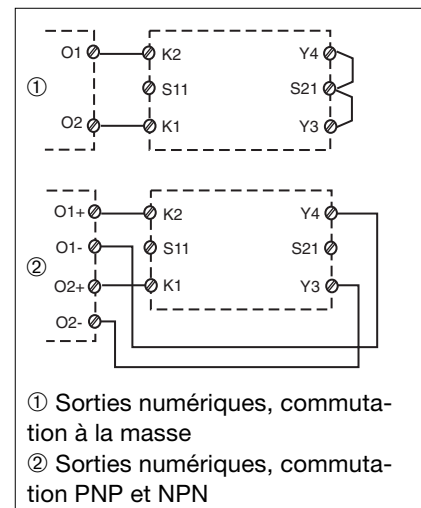 O1 K2 Y4
① S11 S21
O2 K1 Y3
O1+ K2 Y4
O1- S11 S21
②
O2+ K1 Y3
O2-
① Sorties numériques, commuta-
tion à la masse
② Sorties numériques, commuta-
tion PNP et NPN